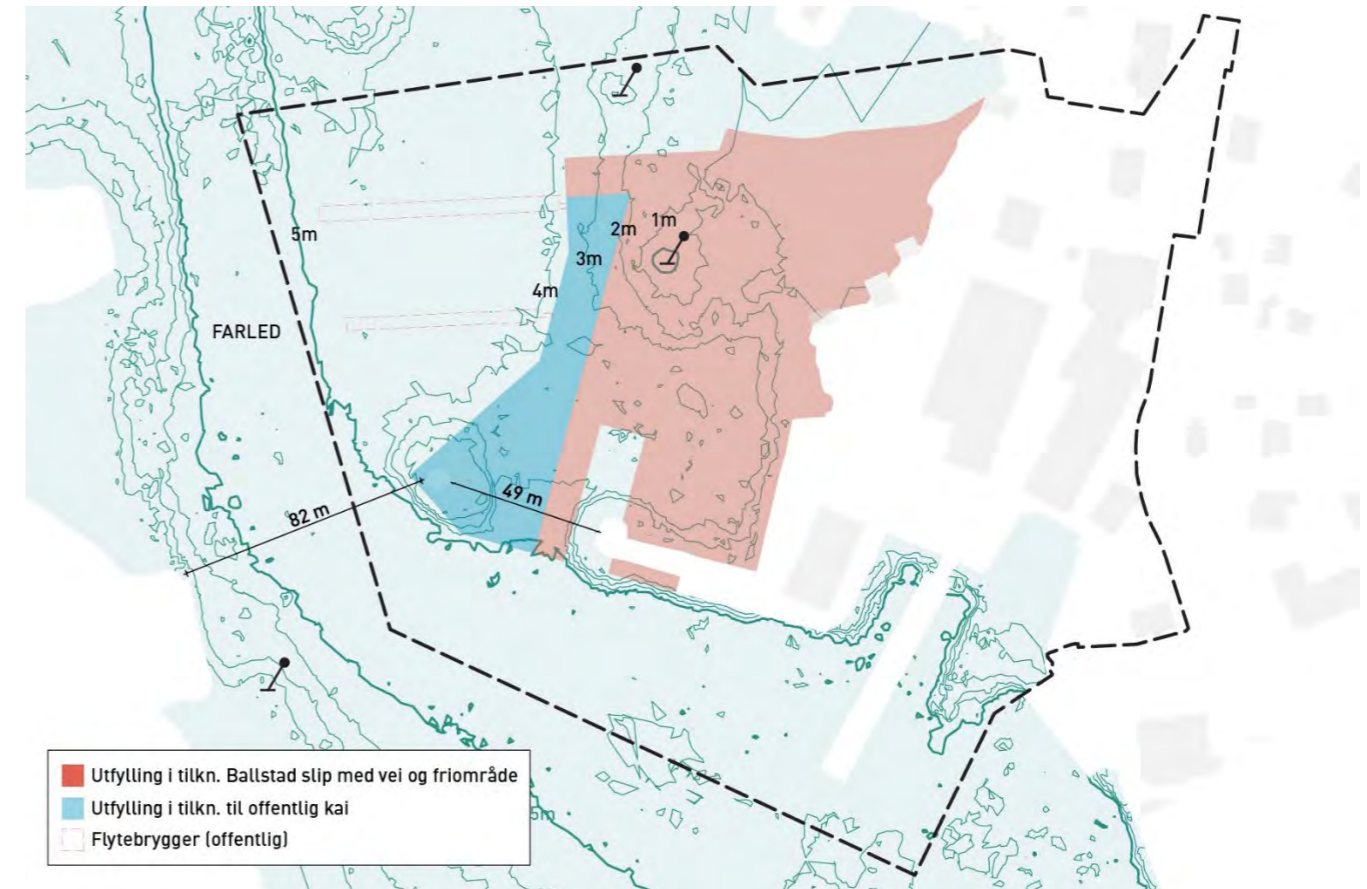 1m
2m
5m
3m
4m
FARLED
49 m
82 m
Utfylling i tilkn. Ballstad slip med vei og friområde
Utfylling i tilkn. til offentlig kai
5m
Flytebrygger (offentlig)